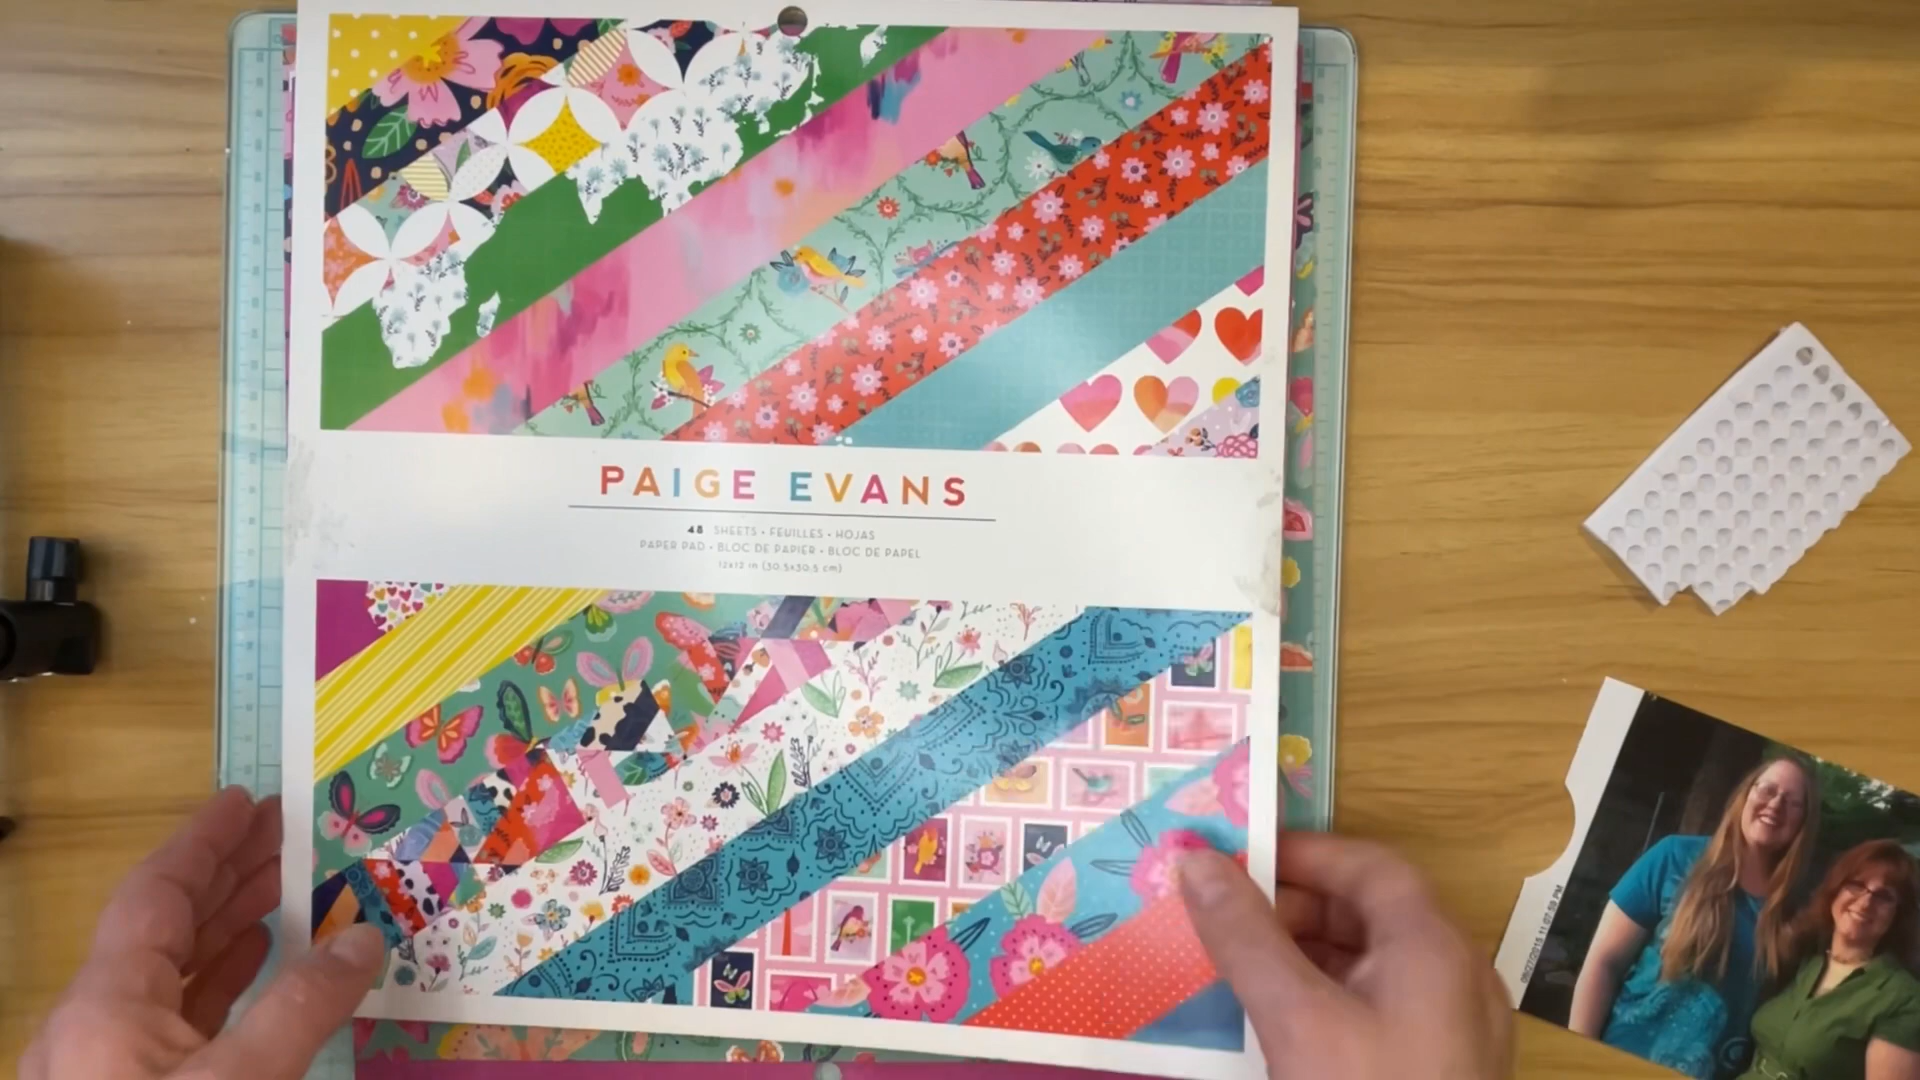 PAIGE EVANS
48 SHEETS • FEUILLES • HOJAS
PAPER PAD • BLOC DE PAPIER • BLOC DE PAPEL
12x12 in (30.5x30.5 cm)